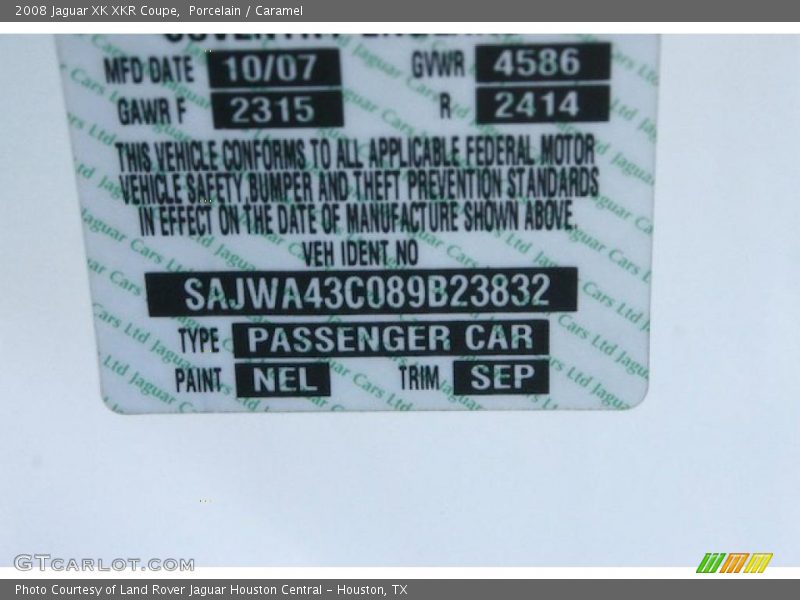 2008 Jaguar XK XKR Coupe, Porcelain / Caramel
MFD DATE 10/07 GVWR 4586
GAWR F 2315 R 2414
THIS VEHICLE CONFORMS TO ALL APPLICABLE FEDERAL MOTOR
VEHICLE SAFETY,BUMPER AND THEFT PREVENTION STANDARDS
IN EFFECT ON THE DATE OF MANUFACTURE SHOWN ABOVE.
VEH IDENT NO
SAJWA43C089B23832
TYPE PASSENGER CAR
PAINT NEL TRIM SEP
GTCARLOT.COM
Photo Courtesy of Land Rover Jaguar Houston Central - Houston, TX